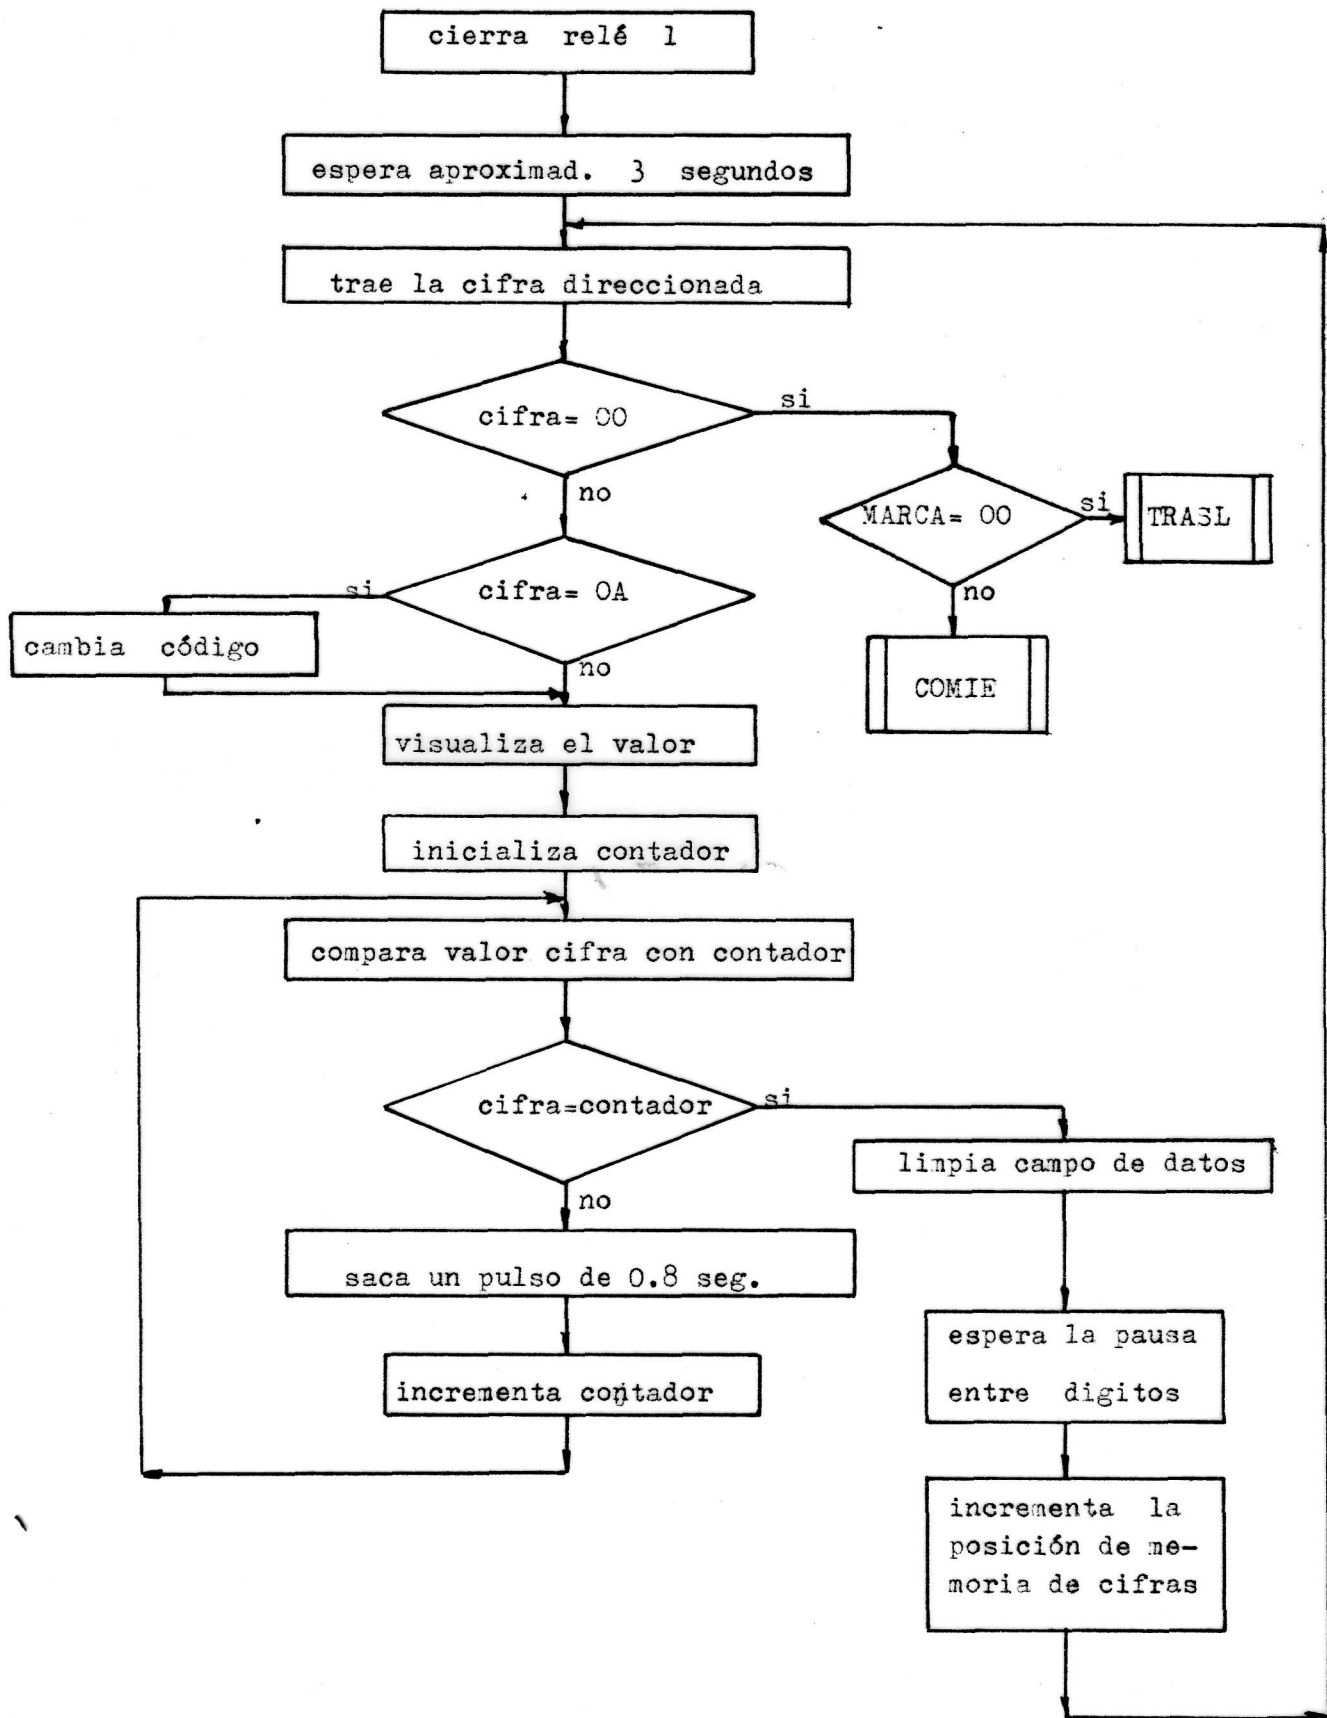 cierra relé 1
espera aproximad. 3 segundos
trae la cifra direccionada
cifra= 00
si
no
MARCA= 00
si
TRASL
no
COMIE
cifra= 0A
si
no
cambia código
visualiza el valor
inicializa contador
compara valor cifra con contador
cifra=contador
si
no
limpia campo de datos
saca un pulso de 0.8 seg.
espera la pausa
entre digitos
incrementa contador
incrementa la
posición de me-
moria de cifras